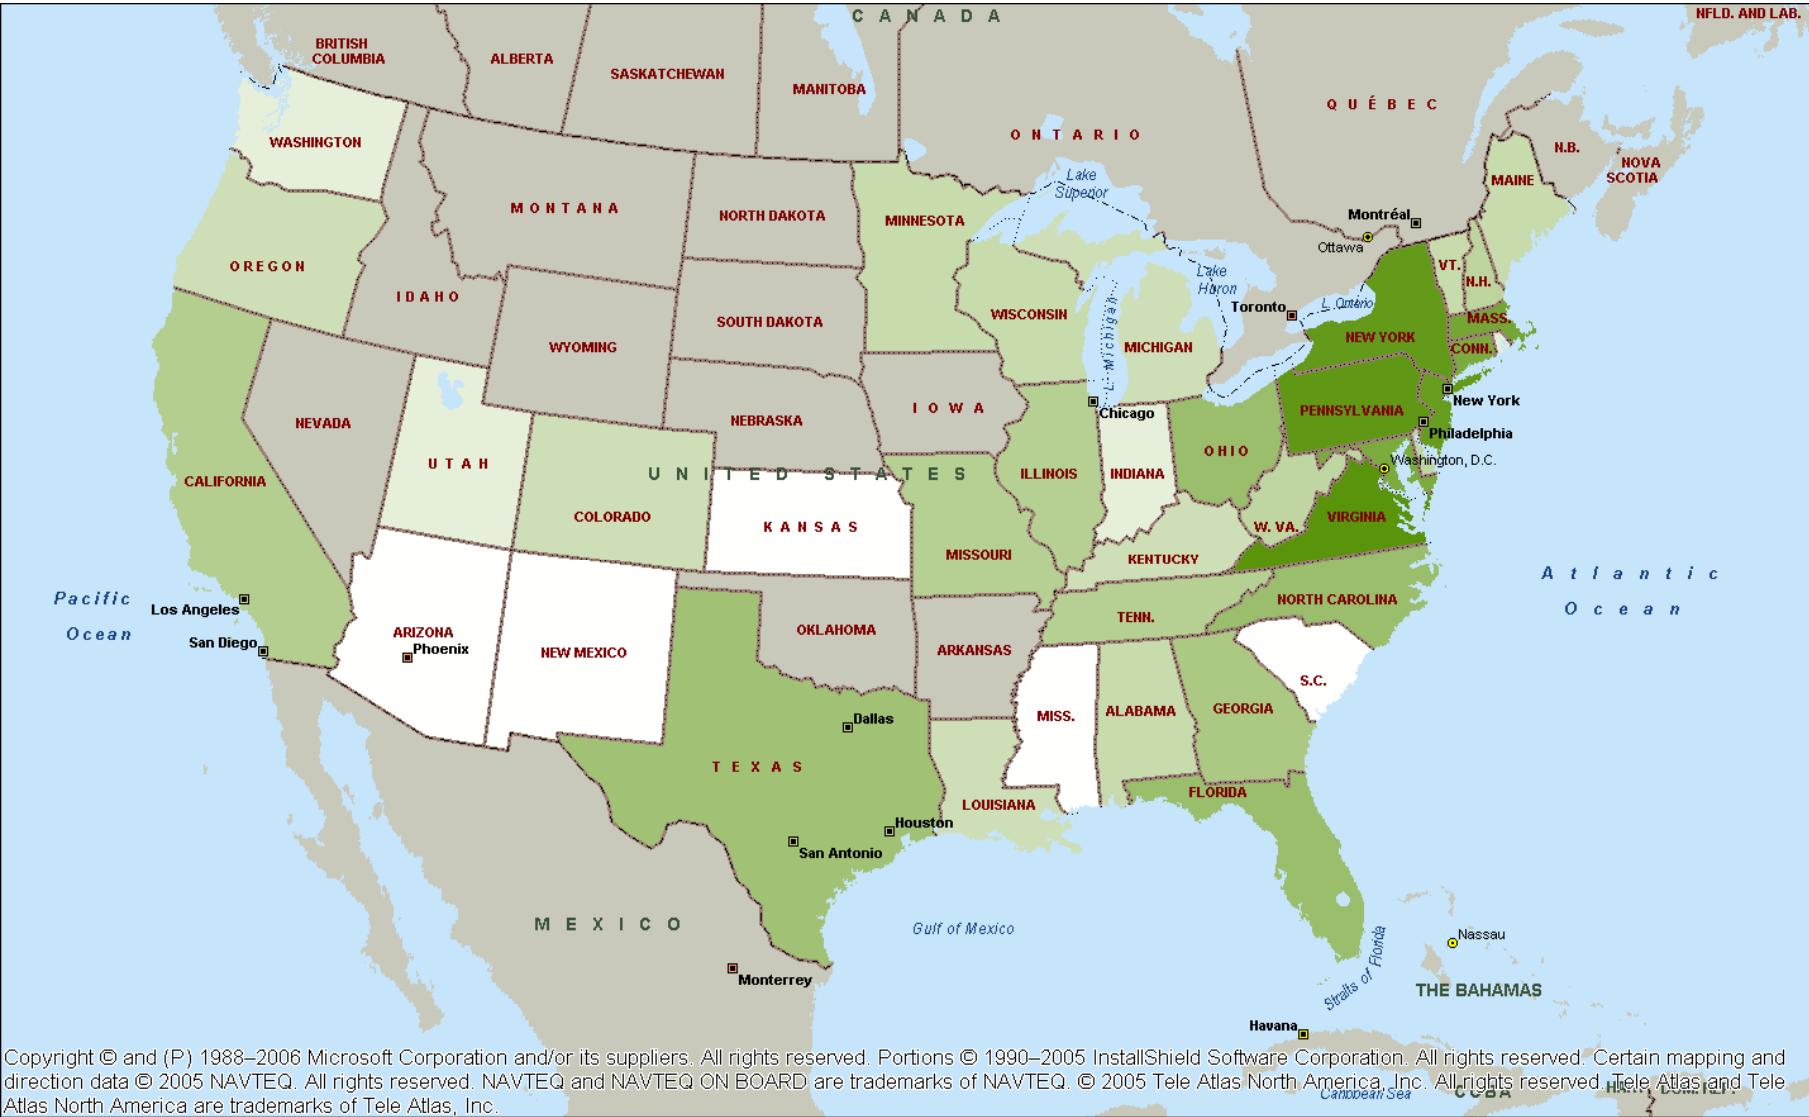 CANADA
NFLD. AND LAB.
BRITISH
COLUMBIA
ALBERTA
SASKATCHEWAN
MANITOBA
ONTARIO
QUÉBEC
N.B.
NOVA
SCOTIA
WASHINGTON
MONTANA
NORTH DAKOTA
MINNESOTA
Lake
Superior
MAINE
Montréal
Ottawa
OREGON
IDAHO
VT.
N.H.
Lake
Huron
Toronto
L. Ontario
WISCONSIN
L. Michigan
MICHIGAN
MASS.
NEW YORK
CONN.
SOUTH DAKOTA
WYOMING
NEVADA
NEBRASKA
IOWA
Chicago
PENNSYLVANIA
New York
Philadelphia
UTAH
UNITED STATES
ILLINOIS
INDIANA
OHIO
Washington, D.C.
CALIFORNIA
COLORADO
KANSAS
MISSOURI
KENTUCKY
W. VA.
VIRGINIA
Pacific
Ocean
Los Angeles
San Diego
ARIZONA
Phoenix
NEW MEXICO
OKLAHOMA
ARKANSAS
TENN.
NORTH CAROLINA
Atlantic
Ocean
S.C.
MISS.
ALABAMA
GEORGIA
Dallas
TEXAS
LOUISIANA
FLORIDA
Houston
San Antonio
MEXICO
Gulf of Mexico
Straits of Florida
Nassau
Monterrey
THE BAHAMAS
Havana
Copyright © and (P) 1988–2006 Microsoft Corporation and/or its suppliers. All rights reserved. Portions © 1990–2005 InstallShield Software Corporation. All rights reserved. Certain mapping and
direction data © 2005 NAVTEQ. All rights reserved. NAVTEQ and NAVTEQ ON BOARD are trademarks of NAVTEQ. © 2005 Tele Atlas North America, Inc. All rights reserved. Tele Atlas and Tele
Atlas North America are trademarks of Tele Atlas, Inc.
Caribbean Sea
CUBA
DOM. REP.